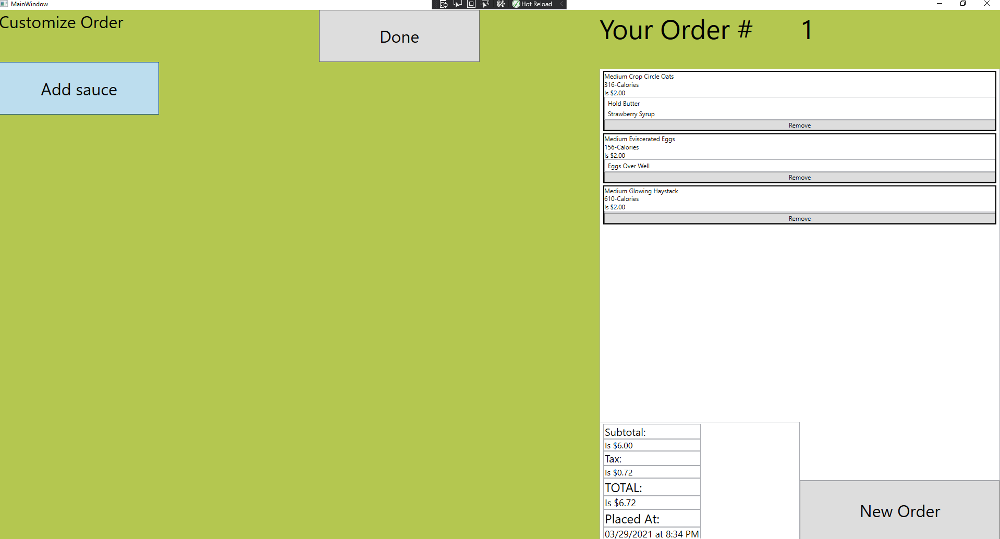 MainWindow
Hot Reload
Customize Order
Done
Add sauce
Your Order # 1
Medium Crop Circle Oats
316-Calories
Is $2.00
Hold Butter
Strawberry Syrup
Remove
Medium Eviscerated Eggs
156-Calories
Is $2.00
Eggs Over Well
Remove
Medium Glowing Haystack
610-Calories
Is $2.00
Remove
Subtotal:
Is $6.00
Tax:
Is $0.72
TOTAL:
Is $6.72
Placed At:
03/29/2021 at 8:34 PM
New Order